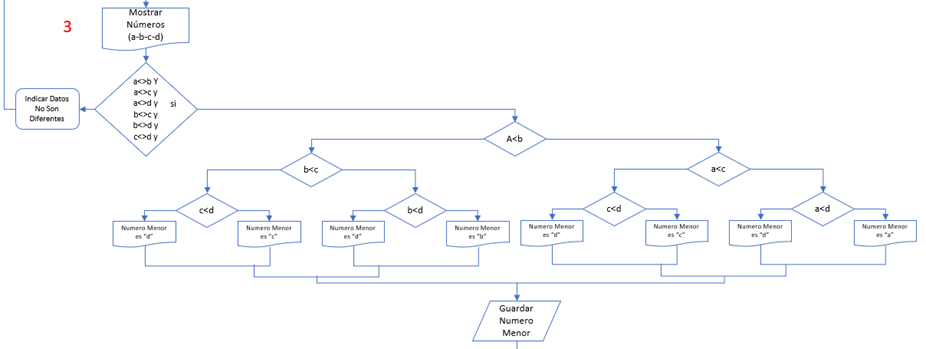 3
Mostrar
Números
(a-b-c-d)
a<>b Y
a<>c y
a<>d y
b<>c y
b<>d y
c<>d y
si
Indicar Datos
No Son
Diferentes
A<b
b<c
a<c
c<d
b<d
c<d
a<d
Numero Menor
es "d"
Numero Menor
es "c"
Numero Menor
es "d"
Numero Menor
es "b"
Numero Menor
es "d"
Numero Menor
es "c"
Numero Menor
es "d"
Numero Menor
es "a"
Guardar
Numero
Menor